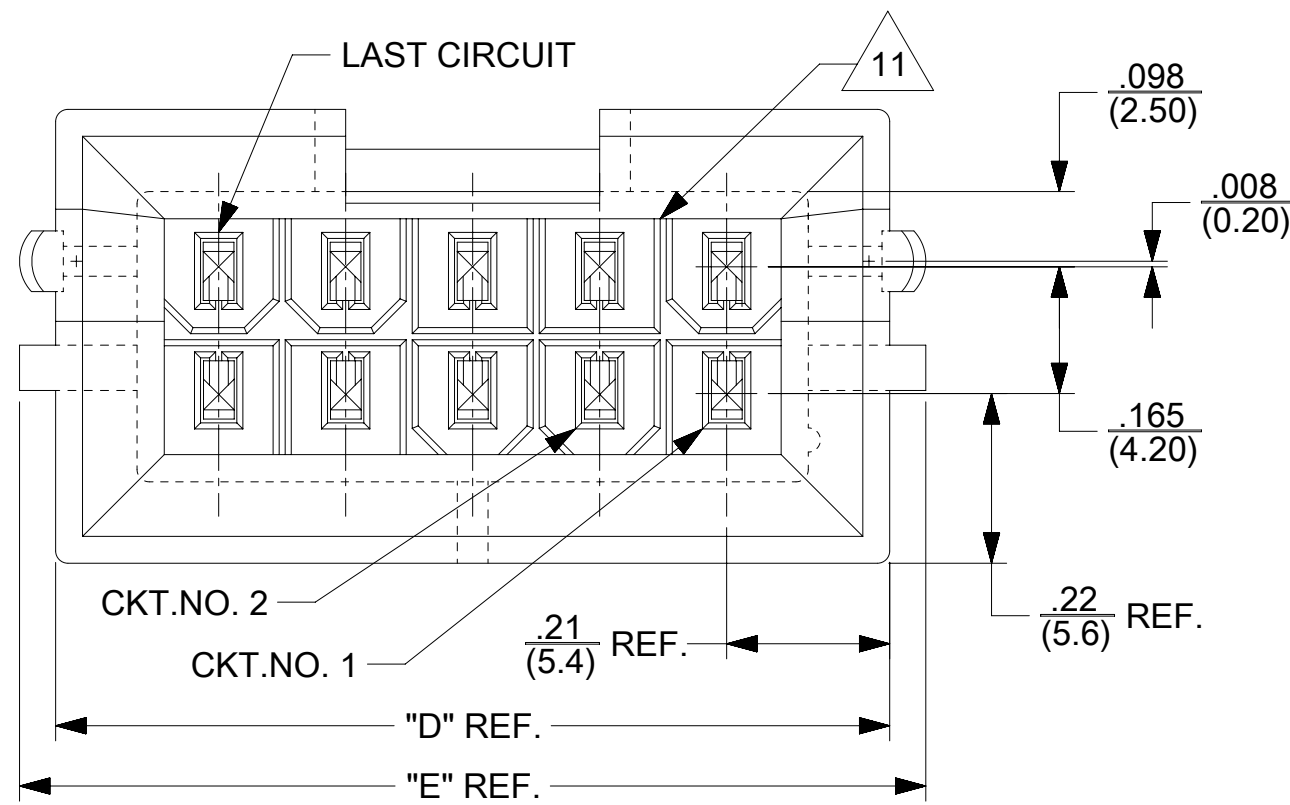 LAST CIRCUIT
11
.098
(2.50)
.008
(0.20)
.165
(4.20)
CKT.NO. 2
CKT.NO. 1
.21
(5.4) REF.
.22
(5.6) REF.
"D" REF.
"E" REF.